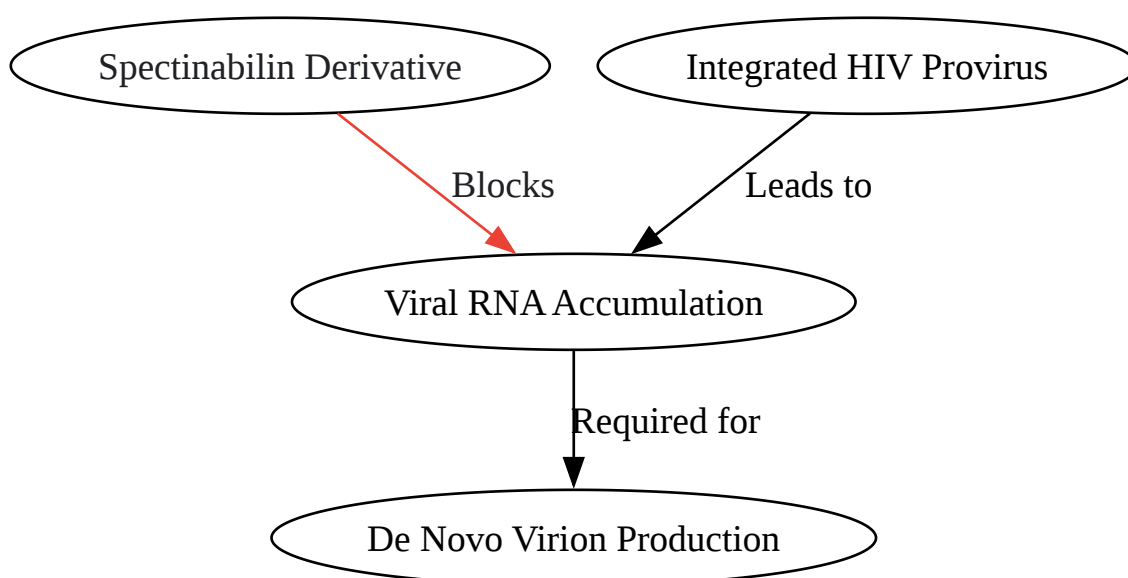 Spectinabilin Derivative
Integrated HIV Provirus
Blocks
Leads to
Viral RNA Accumulation
Required for
De Novo Virion Production